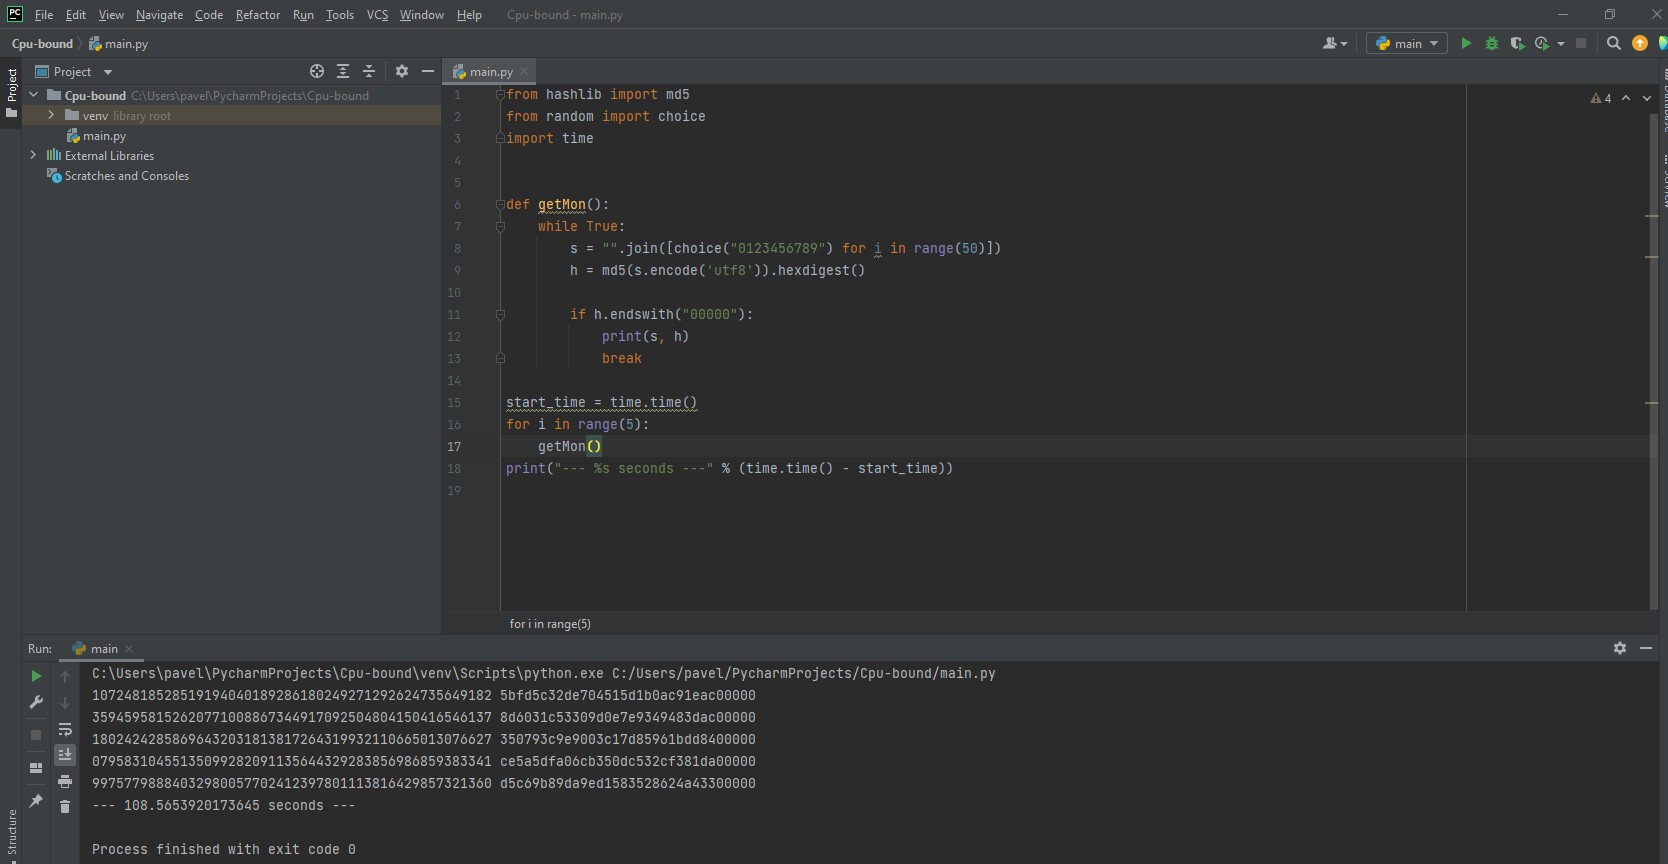 PC File Edit View Navigate Code Refactor Run Tools VCS Window Help Cpu-bound - main.py
Cpu-bound main.py main
Project
Project
main.py
Cpu-bound C:\Users\pavel\PycharmProjects\Cpu-bound
venv library root
main.py
External Libraries
Scratches and Consoles
1 from hashlib import md5
2 from random import choice
3 import time
4
5
6 def getMon():
7 while True:
8 s = "".join([choice("0123456789") for i in range(50)])
9 h = md5(s.encode('utf8')).hexdigest()
10
11 if h.endswith("00000"):
12 print(s, h)
13 break
14
15 start_time = time.time()
16 for i in range(5):
17 getMon()
18 print("--- %s seconds ---" % (time.time() - start_time))
19
4
for i in range(5)
Run: main
C:\Users\pavel\PycharmProjects\Cpu-bound\venv\Scripts\python.exe C:/Users/pavel/PycharmProjects/Cpu-bound/main.py
10724818528519194040189286180249271292624735649182 5bfd5c32de704515d1b0ac91eac00000
35945958152620771008867344917092504804150416546137 8d6031c53309d0e7e9349483dac00000
18024242858696432031813817264319932110665013076627 350793c9e9003c17d85961bdd8400000
07958310455135099282091135644329283856986859383341 ce5a5dfa06cb350dc532cf381da00000
99757798884032980057702412397801113816429857321360 d5c69b89da9ed1583528624a43300000
--- 108.5653920173645 seconds ---
Process finished with exit code 0
Structure